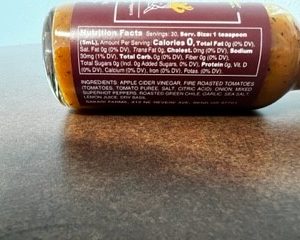 Nutrition Facts Servings: 30, Serv. Size: 1 teaspoon
(5mL), Amount Per Serving: Calories 0, Total Fat 0g (0% DV),
Sat. Fat 0g (0% DV), Trans Fat 0g, Cholest. 0mg (0% DV), Sodium
30mg (1% DV), Total Carb. 0g (0% DV), Fiber 0g (0% DV),
Total Sugars 0g (Incl. 0g Added Sugars, 0% DV), Protein 0g, Vit. D
(0% DV), Calcium (0% DV), Iron (0% DV), Potas. (0% DV).
INGREDIENTS: APPLE CIDER VINEGAR, FIRE ROASTED TOMATOES
(TOMATOES, TOMATO PUREE, SALT, CITRIC ACID), ONION, MIXED
SUPERHOT PEPPERS, ROASTED GREEN CHILE, GARLIC, SEA SALT,
LEMON JUICE,